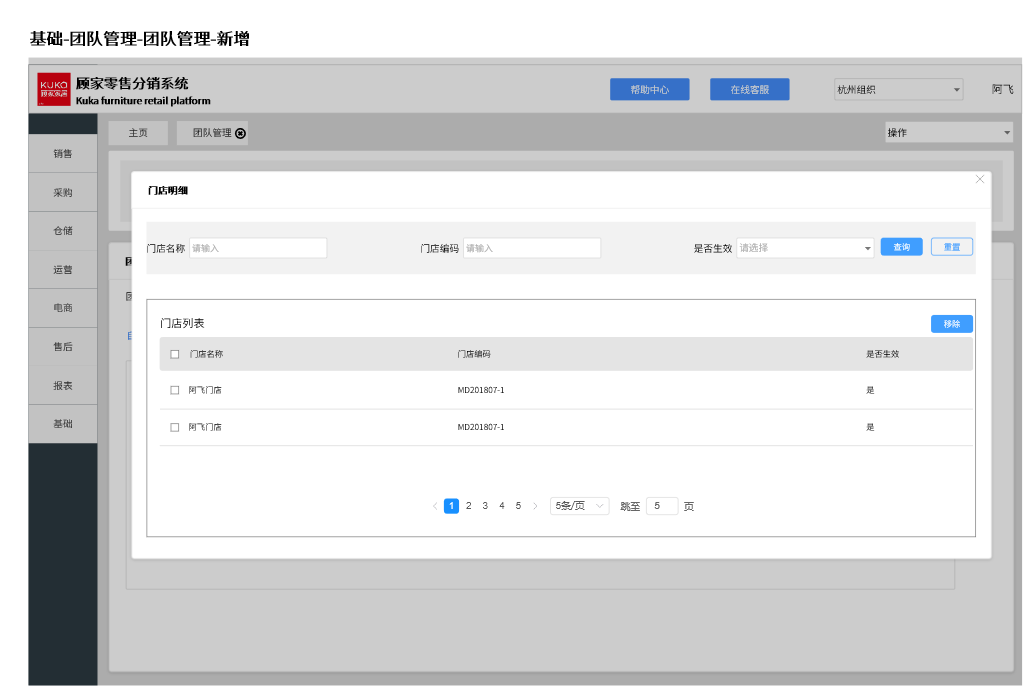 基础-团队管理-团队管理-新增
KUKA
顾家家居
顾家零售分销系统
Kuka furniture retail platform
帮助中心
在线客服
杭州组织
阿飞
主页
团队管理
操作
销售
采购
仓储
运营
电商
售后
报表
基础
门店明细
门店名称 请输入
门店编码 请输入
是否生效 请选择
查询
重置
门店列表
移除
门店名称 门店编码 是否生效
阿飞门店 MD201807-1 是
阿飞门店 MD201807-1 是
< 1 2 3 4 5 > 5条/页 跳至 5 页